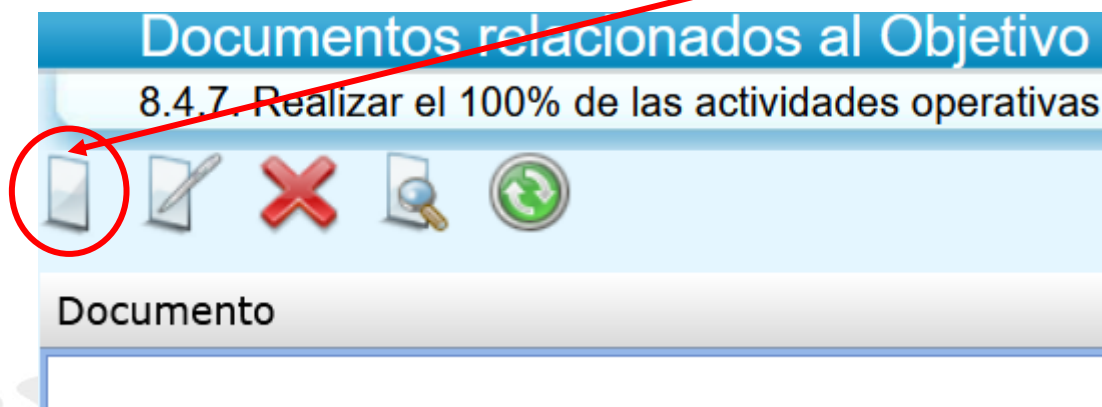 Documentos relacionados al Objetivo
8.4.7. Realizar el 100% de las actividades operativas
Documento